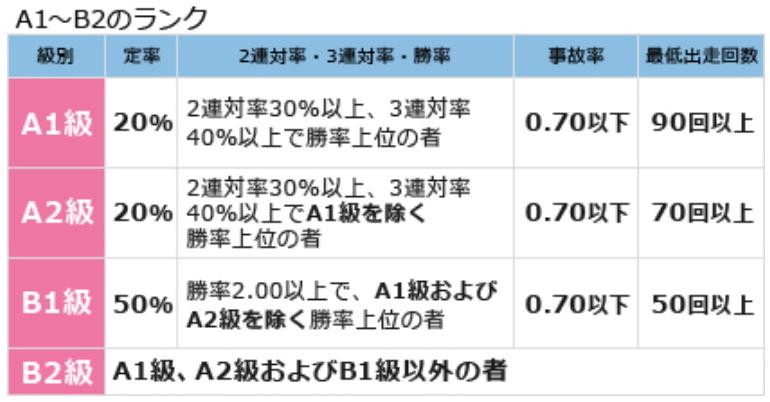 A1～B2のランク
級別 定率 2連対率・3連対率・勝率 事故率 最低出走回数
A1級 20% 2連対率30%以上、3連対率
40%以上で勝率上位の者 0.70以下 90回以上
A2級 20% 2連対率30%以上、3連対率
40%以上でA1級を除く
勝率上位の者 0.70以下 70回以上
B1級 50% 勝率2.00以上で、A1級および
A2級を除く勝率上位の者 0.70以下 50回以上
B2級 A1級、A2級およびB1級以外の者